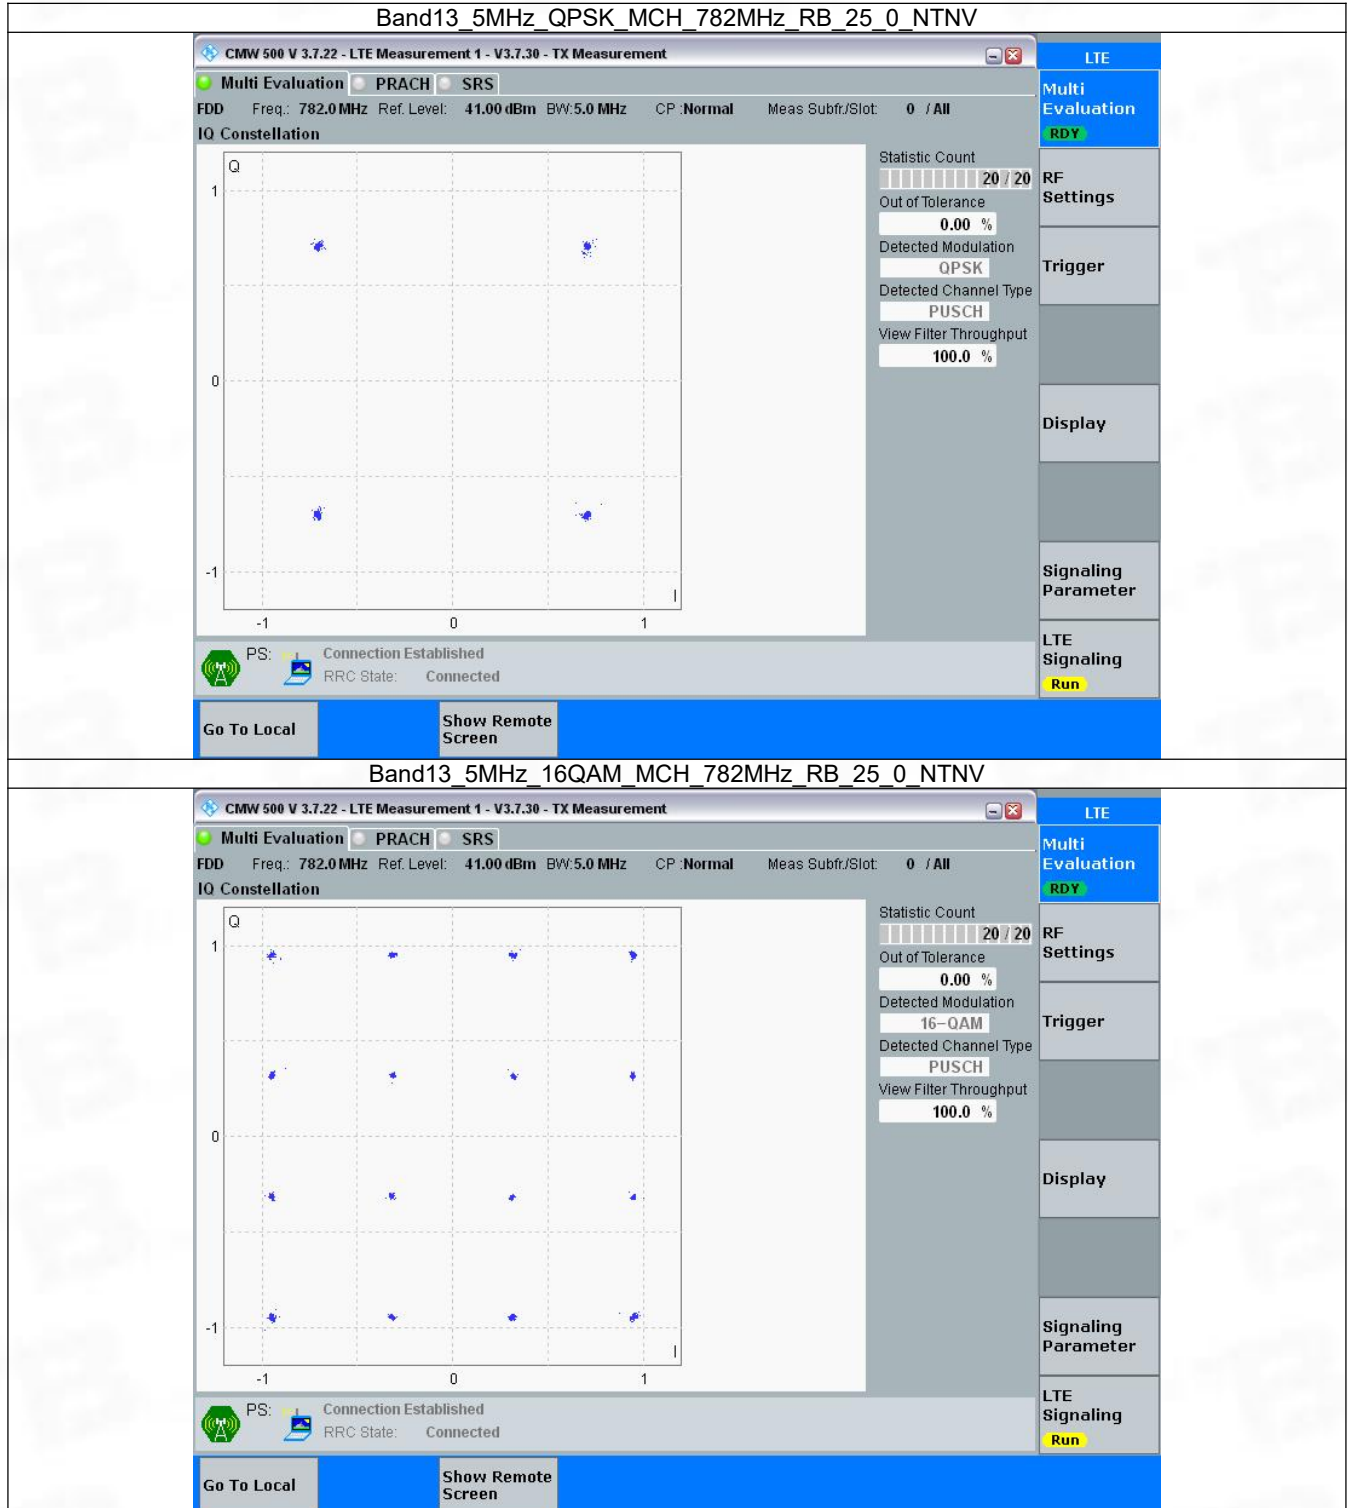 Band13_5MHz_QPSK_MCH_782MHz_RB_25_0_NTNV
CMW 500 V 3.7.22 - LTE Measurement 1 - V3.7.30 - TX Measurement
LTE
Multi Evaluation PRACH SRS
Multi
Evaluation
RDY
FDD Freq.: 782.0 MHz Ref. Level: 41.00 dBm BW: 5.0 MHz CP : Normal Meas Subfr./Slot: 0 / All
IQ Constellation
Q
1
0
-1
I
-1 0 1
Statistic Count
20 / 20
Out of Tolerance
0.00 %
Detected Modulation
QPSK
Detected Channel Type
PUSCH
View Filter Throughput
100.0 %
RF
Settings
Trigger
Display
Signaling
Parameter
LTE
Signaling
Run
PS: Connection Established
RRC State: Connected
Go To Local
Show Remote
Screen
Band13_5MHz_16QAM_MCH_782MHz_RB_25_0_NTNV
CMW 500 V 3.7.22 - LTE Measurement 1 - V3.7.30 - TX Measurement
LTE
Multi Evaluation PRACH SRS
Multi
Evaluation
RDY
FDD Freq.: 782.0 MHz Ref. Level: 41.00 dBm BW: 5.0 MHz CP : Normal Meas Subfr./Slot: 0 / All
IQ Constellation
Q
1
0
-1
I
-1 0 1
Statistic Count
20 / 20
Out of Tolerance
0.00 %
Detected Modulation
16-QAM
Detected Channel Type
PUSCH
View Filter Throughput
100.0 %
RF
Settings
Trigger
Display
Signaling
Parameter
LTE
Signaling
Run
PS: Connection Established
RRC State: Connected
Go To Local
Show Remote
Screen